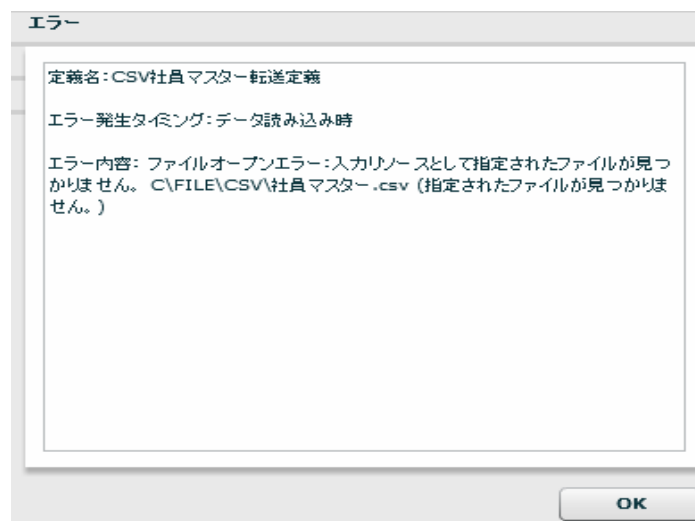 エラー
定義名：CSV社員マスター転送定義
エラー発生タイミング：データ読み込み時
エラー内容： ファイルオープンエラー：入力リソースとして指定されたファイルが見つ
かりません。 C\FILE\CSV\社員マスター.csv (指定されたファイルが見つかりま
せん。)
OK